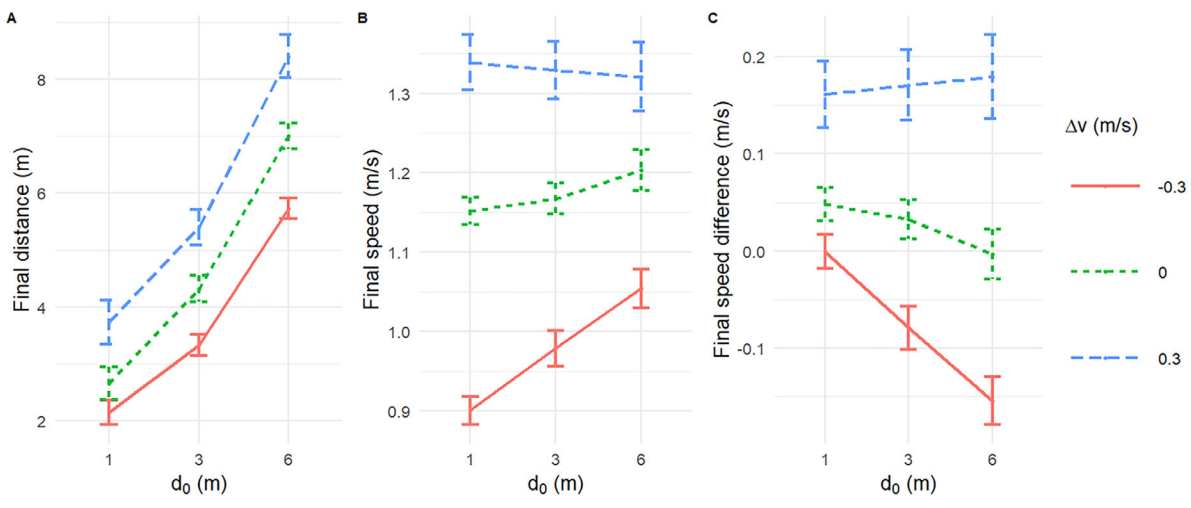 A
B
C
Final distance (m)
8
6
4
2
1
3
6
d0 (m)
Final speed (m/s)
1.3
1.2
1.1
1.0
0.9
1
3
6
d0 (m)
Final speed difference (m/s)
0.2
0.1
0.0
-0.1
1
3
6
d0 (m)
Δv (m/s)
-0.3
0
0.3